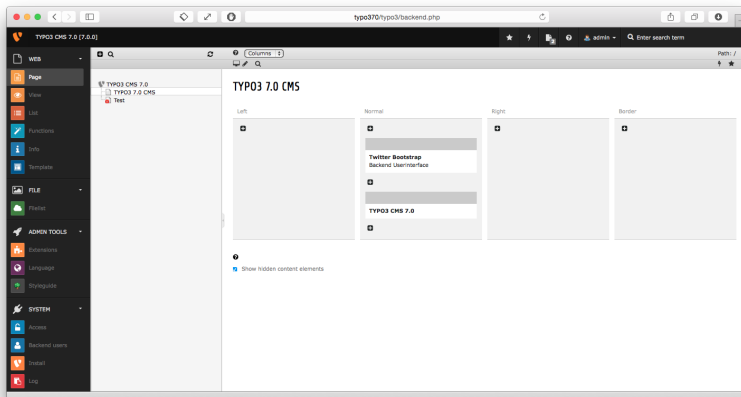 typo370/typo3/backend.php
TYPO3 CMS 7.0 [7.0.0]
admin
Enter search term
WEB
Page
View
List
Functions
Info
Template
FILE
Filelist
ADMIN TOOLS
Extensions
Language
Styleguide
SYSTEM
Access
Backend users
Install
Log
TYPO3 CMS 7.0
TYPO3 7.0 CMS
Test
Columns
Path: /
TYPO3 7.0 CMS
Left
Normal
Right
Border
Twitter Bootstrap
Backend Userinterface
TYPO3 CMS 7.0
Show hidden content elements